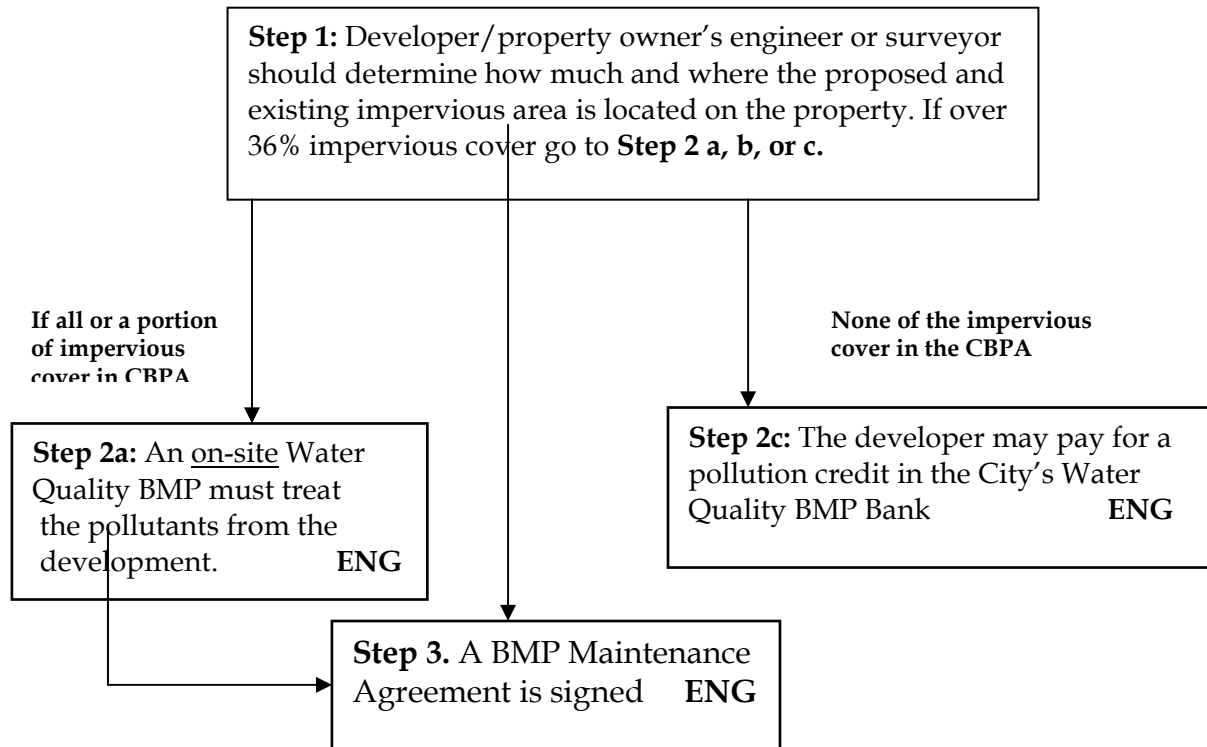 Step 1: Developer/property owner’s engineer or surveyor
should determine how much and where the proposed and
existing impervious area is located on the property. If over
36% impervious cover go to Step 2 a, b, or c.
If all or a portion
of impervious
cover in CBPA
None of the impervious
cover in the CBPA
Step 2a: An on-site Water
Quality BMP must treat
the pollutants from the
development. ENG
Step 2c: The developer may pay for a
pollution credit in the City’s Water
Quality BMP Bank ENG
Step 3. A BMP Maintenance
Agreement is signed ENG